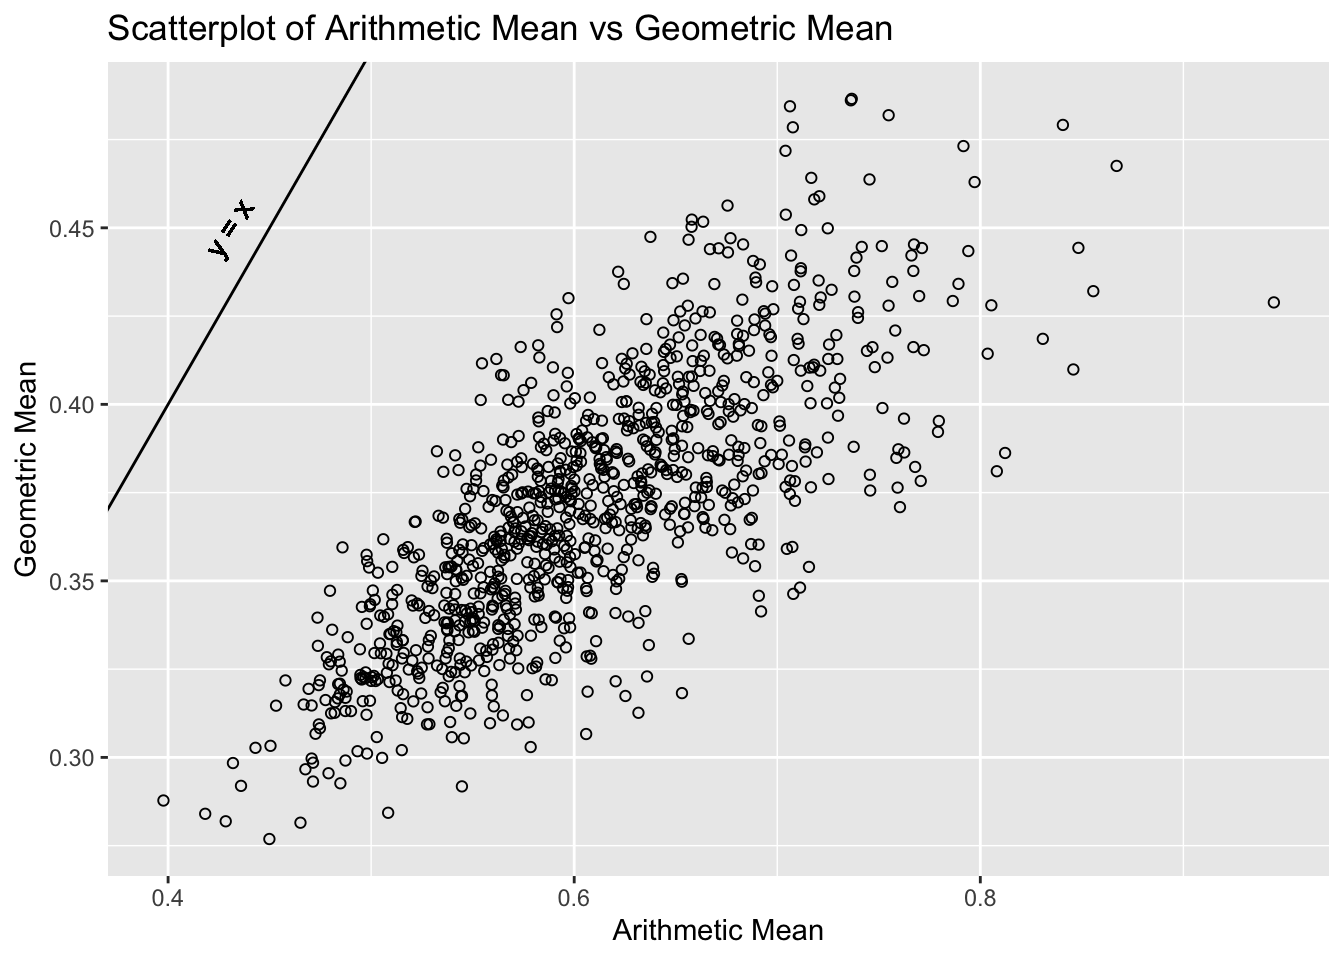 Scatterplot of Arithmetic Mean vs Geometric Mean
y=x
Geometric Mean
0.45
0.40
0.35
0.30
0.4
0.6
0.8
Arithmetic Mean